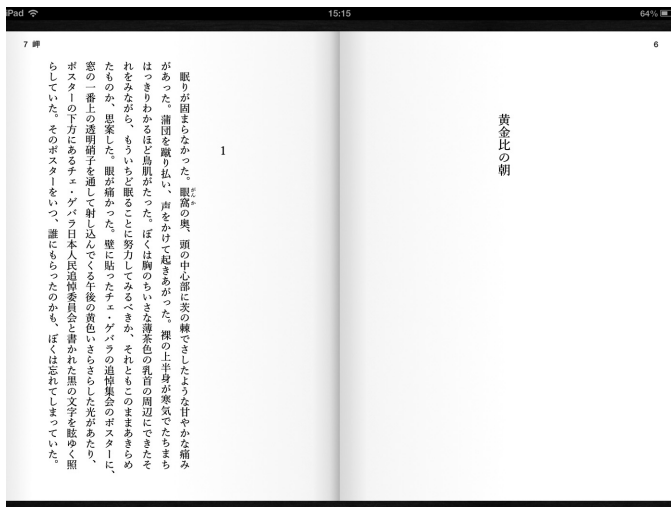 iPad
15:15
64%
6
黄金比の朝
7 岬
1
眠りが固まらなかった。眼窩の奥、頭の中心部に茨の棘でさしたような甘やかな痛み
がんか
があった。蒲団を蹴り払い、声をかけて起きあがった。裸の上半身が寒気でたちまち
はっきりわかるほど鳥肌がたった。ぼくは胸のちいさな薄茶色の乳首の周辺にできたそ
れをみながら、もういちど眠ることに努力してみるべきか、それともこのままあきらめ
たものか、思案した。眼が痛かった。壁に貼ったチェ・ゲバラの追悼集会のポスターに、
窓の一番上の透明硝子を通して射し込んでくる午後の黄色いさらさらした光があたり、
ポスターの下方にあるチェ・ゲバラ日本人民追悼委員会と書かれた黒の文字を眩ゆく照
らしていた。そのポスターをいつ、誰にもらったのかも、ぼくは忘れてしまっていた。